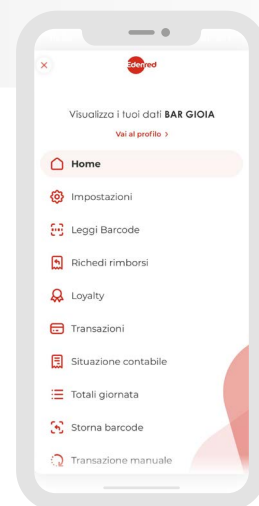 Edenred
Visualizza i tuoi dati BAR GIOIA
Vai al profilo >
Home
Impostazioni
Leggi Barcode
Richedi rimborsi
Loyalty
Transazioni
Situazione contabile
Totali giornata
Storna barcode
Transazione manuale